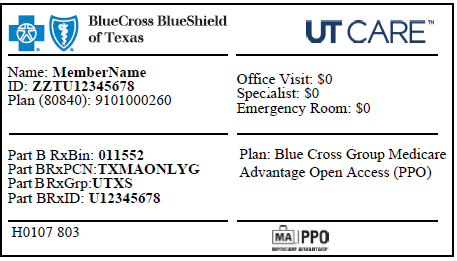 BlueCross BlueShield
of Texas
UT CARE™
Name: MemberName
ID: ZZTU12345678
Plan (80840): 9101000260
Office Visit: $0
Specialist: $0
Emergency Room: $0
Part B RxBin: 011552
Part BRxPCN:TXMAONLYG
Part B RxGrp:UTXS
Part BRxID: U12345678
Plan: Blue Cross Group Medicare
Advantage Open Access (PPO)
H0107 803
MA PPO
MEDICARE ADVANTAGE